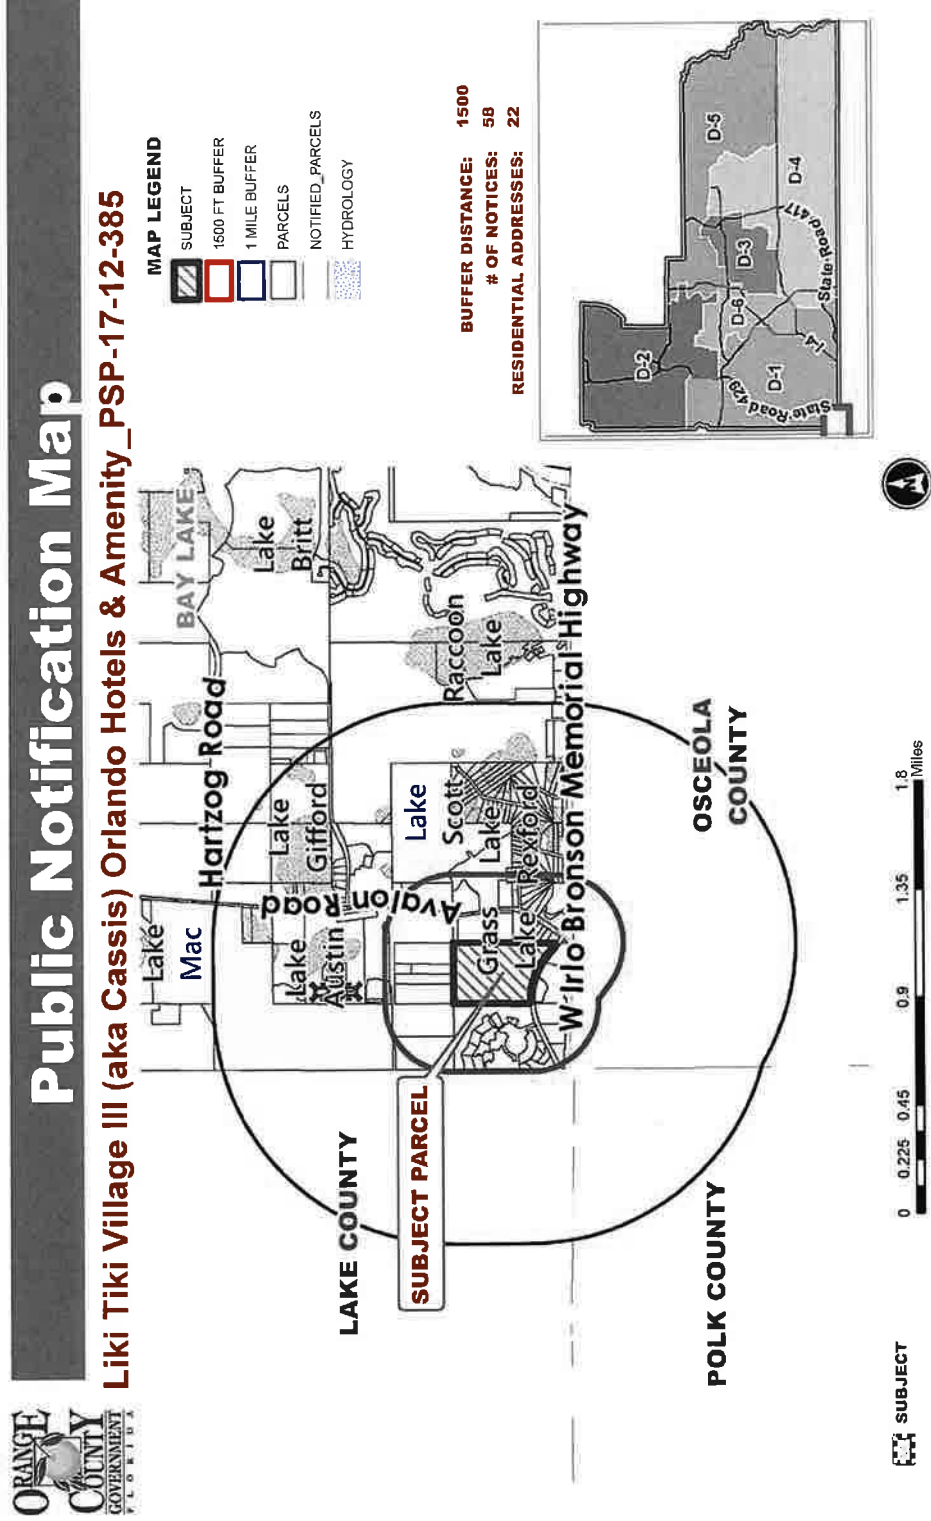 Public Notification Map
ORANGE
COUNTY
GOVERNMENT
FLORIDA
Liki Tiki Village III (aka Cassis) Orlando Hotels & Amenity_PSP-17-12-385
MAP LEGEND
SUBJECT
1500 FT BUFFER
1 MILE BUFFER
PARCELS
NOTIFIED_PARCELS
HYDROLOGY
BUFFER DISTANCE: 1500
# OF NOTICES: 58
RESIDENTIAL ADDRESSES: 22
Lake
Mac
Hartzog Road
BAY LAKE
Lake
Britt
Lake
Gifford
Lake
Austin
Avalon Road
LAKE COUNTY
SUBJECT PARCEL
Lake
Scott
Lake
Rexford
Grass
Lake
Raccoon
Lake
W Irlo Bronson Memorial Highway
OSCEOLA
COUNTY
POLK COUNTY
D-2
D-5
D-3
D-6
D-4
D-1
State Road 429
I-4
State Road 417
SUBJECT
0 0.225 0.45 0.9 1.35 1.8
Miles